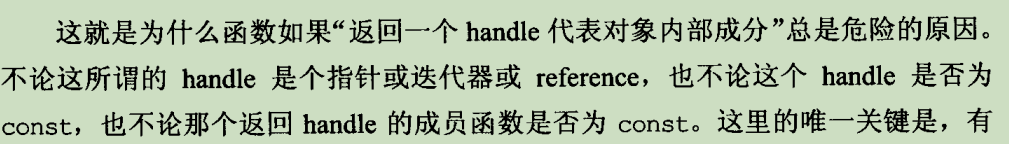 这就是为什么函数如果“返回一个 handle 代表对象内部成分”总是危险的原因。
不论这所谓的 handle 是个指针或迭代器或 reference，也不论这个 handle 是否为
const，也不论那个返回 handle 的成员函数是否为 const。这里的唯一关键是，有